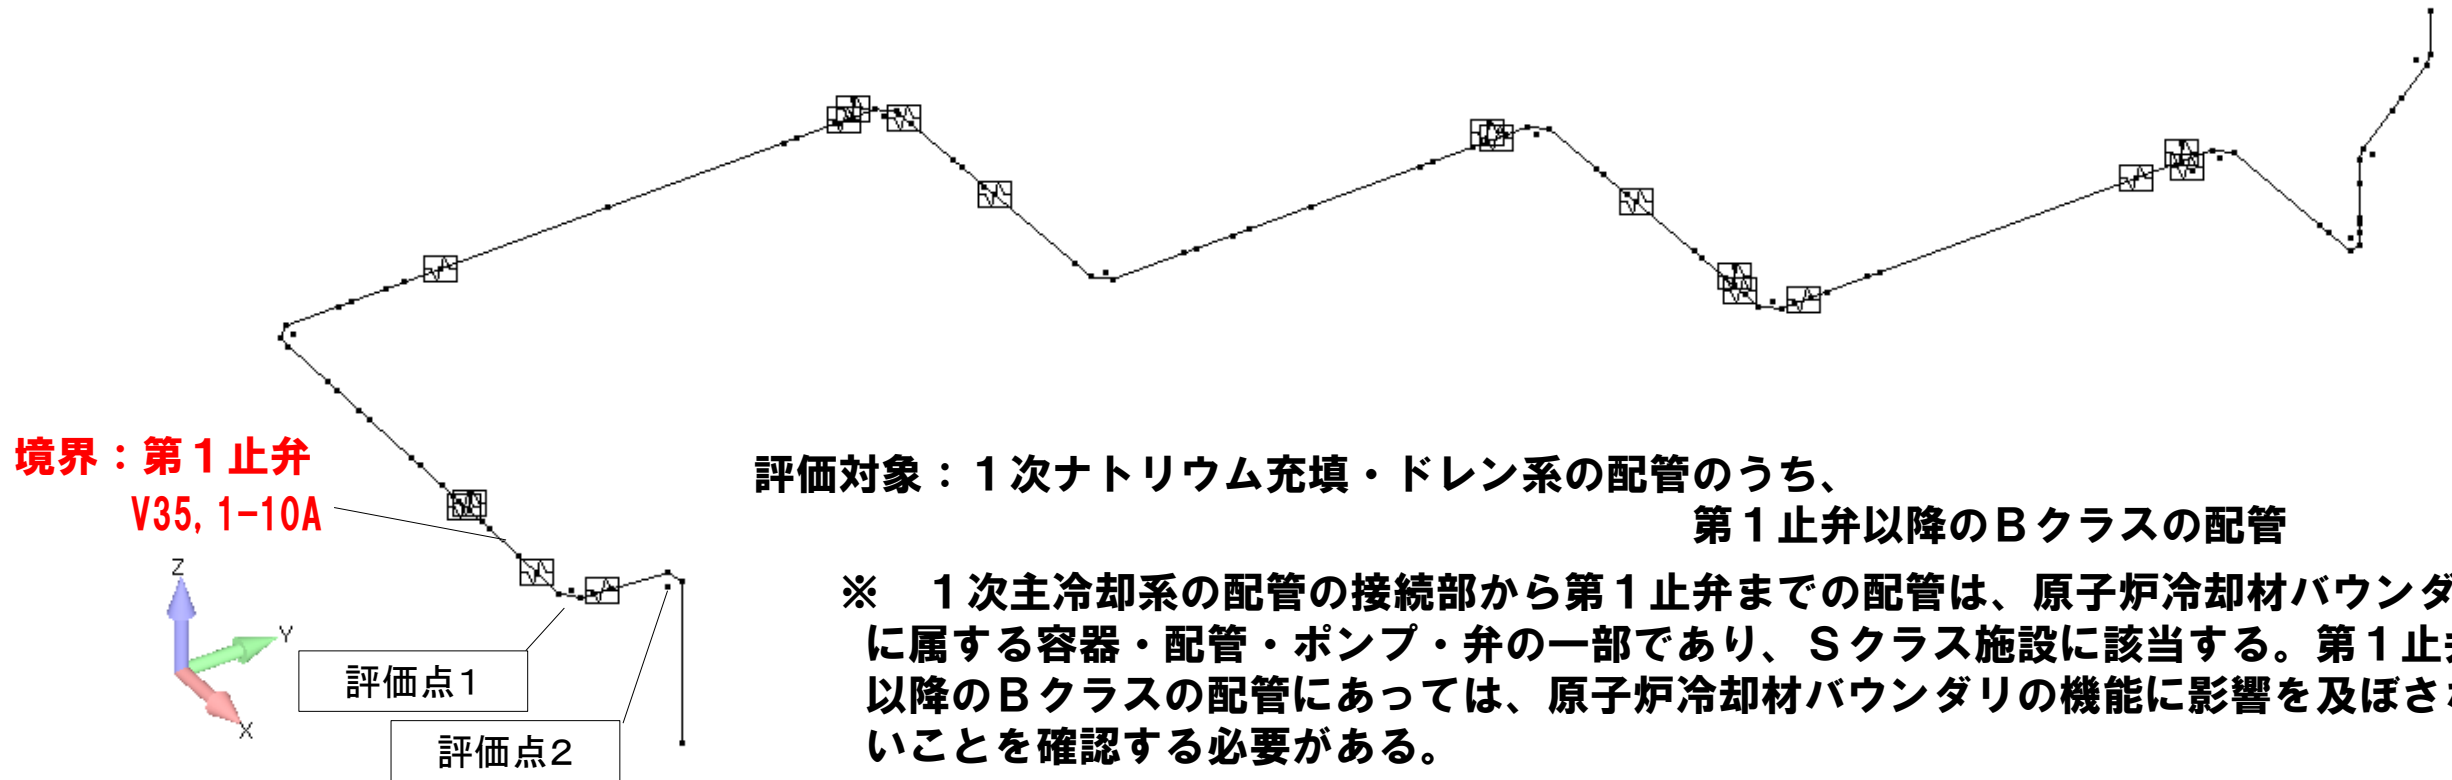 境界：第１止弁
V35, 1-10A
評価対象：１次ナトリウム充填・ドレン系の配管のうち、
第１止弁以降のＢクラスの配管
※　１次主冷却系の配管の接続部から第１止弁までの配管は、原子炉冷却材バウンダ
に属する容器・配管・ポンプ・弁の一部であり、Ｓクラス施設に該当する。第１止弁
以降のＢクラスの配管にあっては、原子炉冷却材バウンダリの機能に影響を及ぼさな
いことを確認する必要がある。
Z
Y
X
評価点1
評価点2